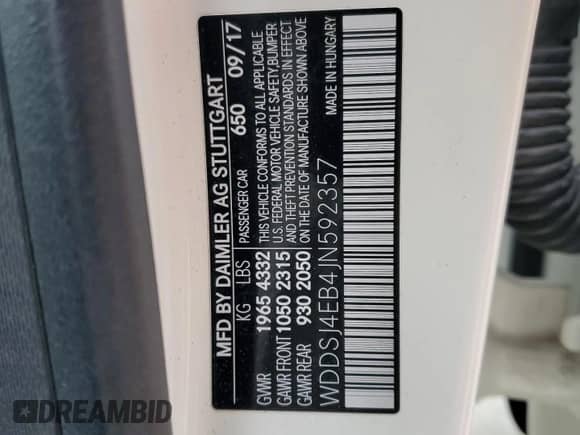 MFD BY DAIMLER AG STUTTGART
KG LBS PASSENGER CAR 650 09/17
GVWR 1965 4332 THIS VEHICLE CONFORMS TO ALL APPLICABLE
GAWR FRONT 1050 2315 U.S. FEDERAL MOTOR VEHICLE SAFETY,BUMPER
GAWR REAR 930 2050 AND THEFT PREVENTION STANDARDS IN EFFECT
ON THE DATE OF MANUFACTURE SHOWN ABOVE
WDDSJ4EB4JN592357 MADE IN HUNGARY
DREAMBID